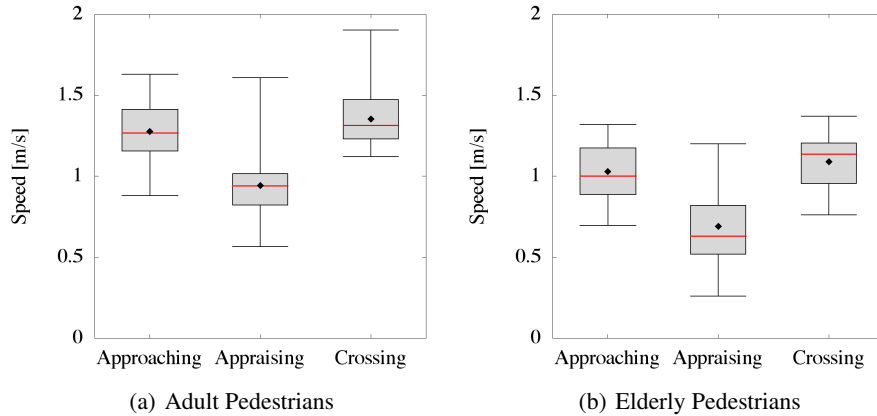 2
1.5
1
0.5
0
Speed [m/s]
Approaching Appraising Crossing
(a) Adult Pedestrians
2
1.5
1
0.5
0
Speed [m/s]
Approaching Appraising Crossing
(b) Elderly Pedestrians